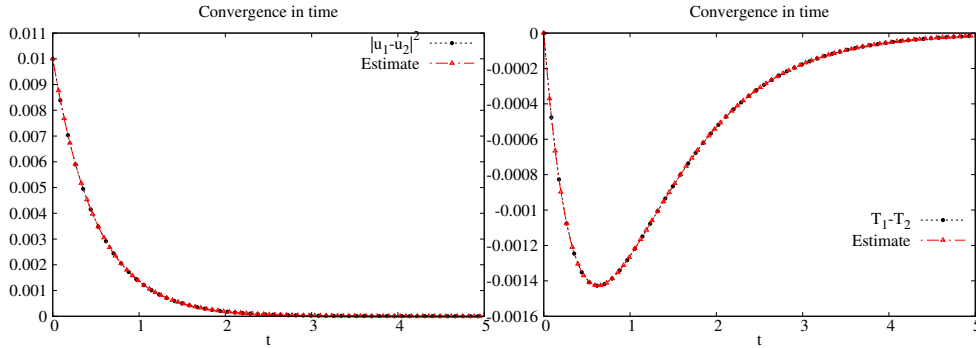 Convergence in time
0.011
0.01
0.009
0.008
0.007
0.006
0.005
0.004
0.003
0.002
0.001
0
|u₁-u₂|²
Estimate
0 1 2 3 4 5
t
Convergence in time
0
-0.0002
-0.0004
-0.0006
-0.0008
-0.001
-0.0012
-0.0014
-0.0016
T₁-T₂
Estimate
0 1 2 3 4 5
t